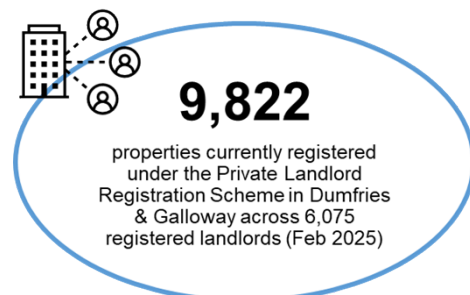 9,822
properties currently registered
under the Private Landlord
Registration Scheme in Dumfries
& Galloway across 6,075
registered landlords (Feb 2025)